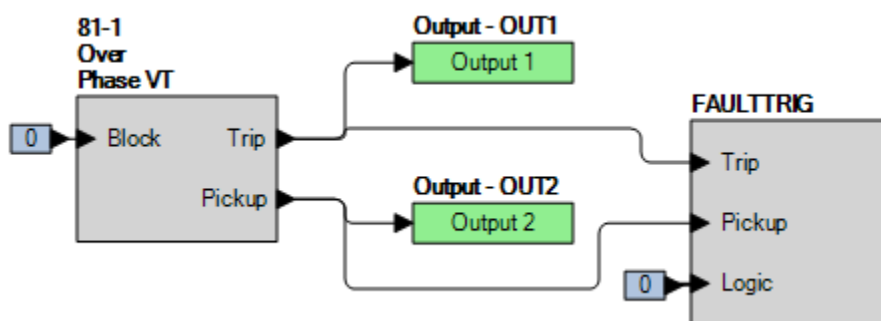 81-1
Over
Phase VT
0
Block
Trip
Pickup
Output - OUT1
Output 1
Output - OUT2
Output 2
FAULTTRIG
Trip
Pickup
0
Logic